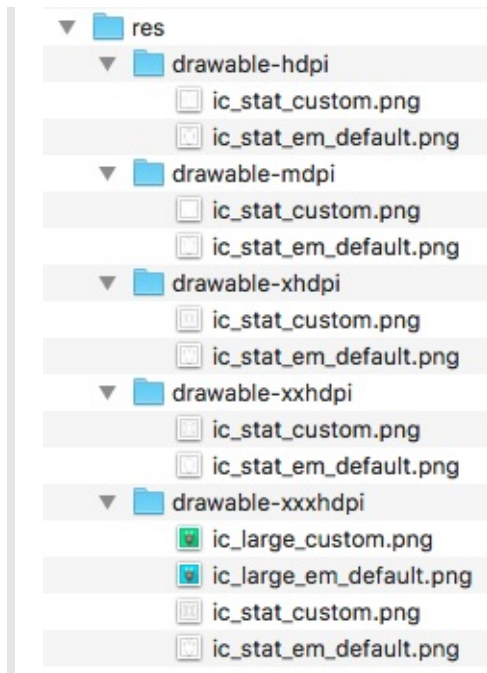 res
drawable-hdpi
ic_stat_custom.png
ic_stat_em_default.png
drawable-mdpi
ic_stat_custom.png
ic_stat_em_default.png
drawable-xhdpi
ic_stat_custom.png
ic_stat_em_default.png
drawable-xxhdpi
ic_stat_custom.png
ic_stat_em_default.png
drawable-xxxhdpi
ic_large_custom.png
ic_large_em_default.png
ic_stat_custom.png
ic_stat_em_default.png